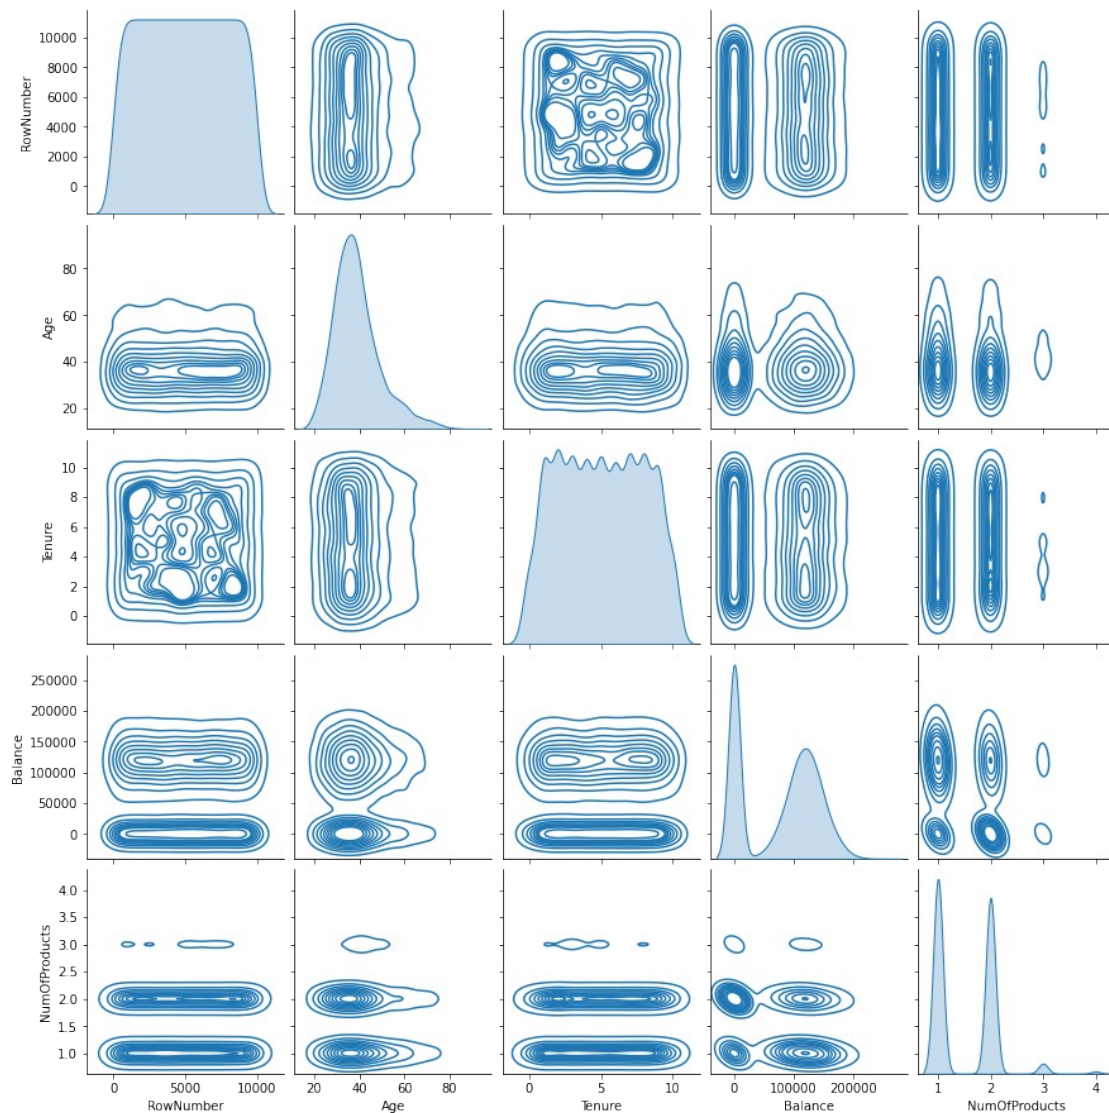 10000
8000
6000
4000
2000
0
RowNumber
80
60
40
20
Age
10
8
6
4
2
0
Tenure
250000
200000
150000
100000
50000
0
Balance
4.0
3.5
3.0
2.5
2.0
1.5
1.0
NumOfProducts
0 5000 10000
20 40 60 80
0 5 10
0 100000 200000
1 2 3 4
RowNumber Age Tenure Balance NumOfProducts